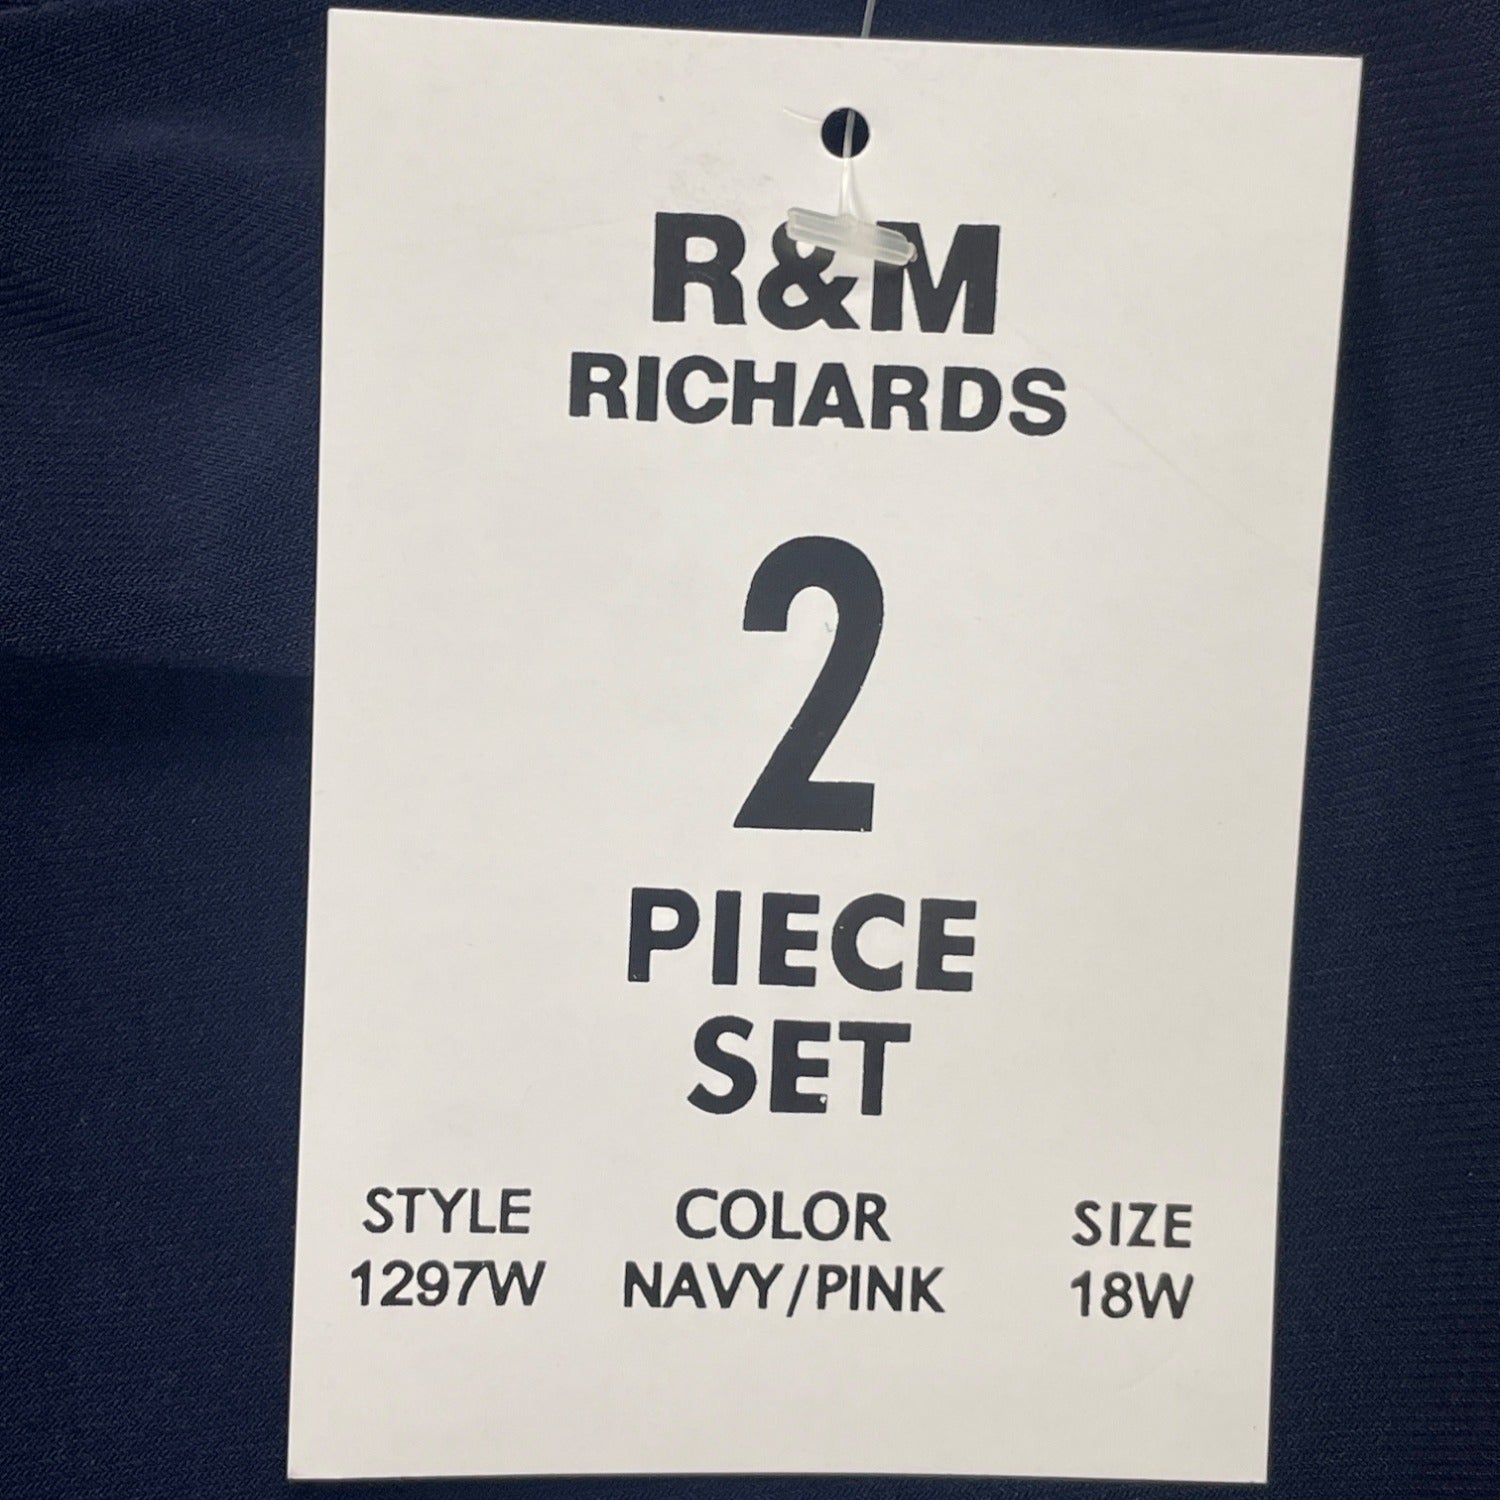 R&M
RICHARDS
2
PIECE
SET
STYLE COLOR SIZE
1297W NAVY/PINK 18W